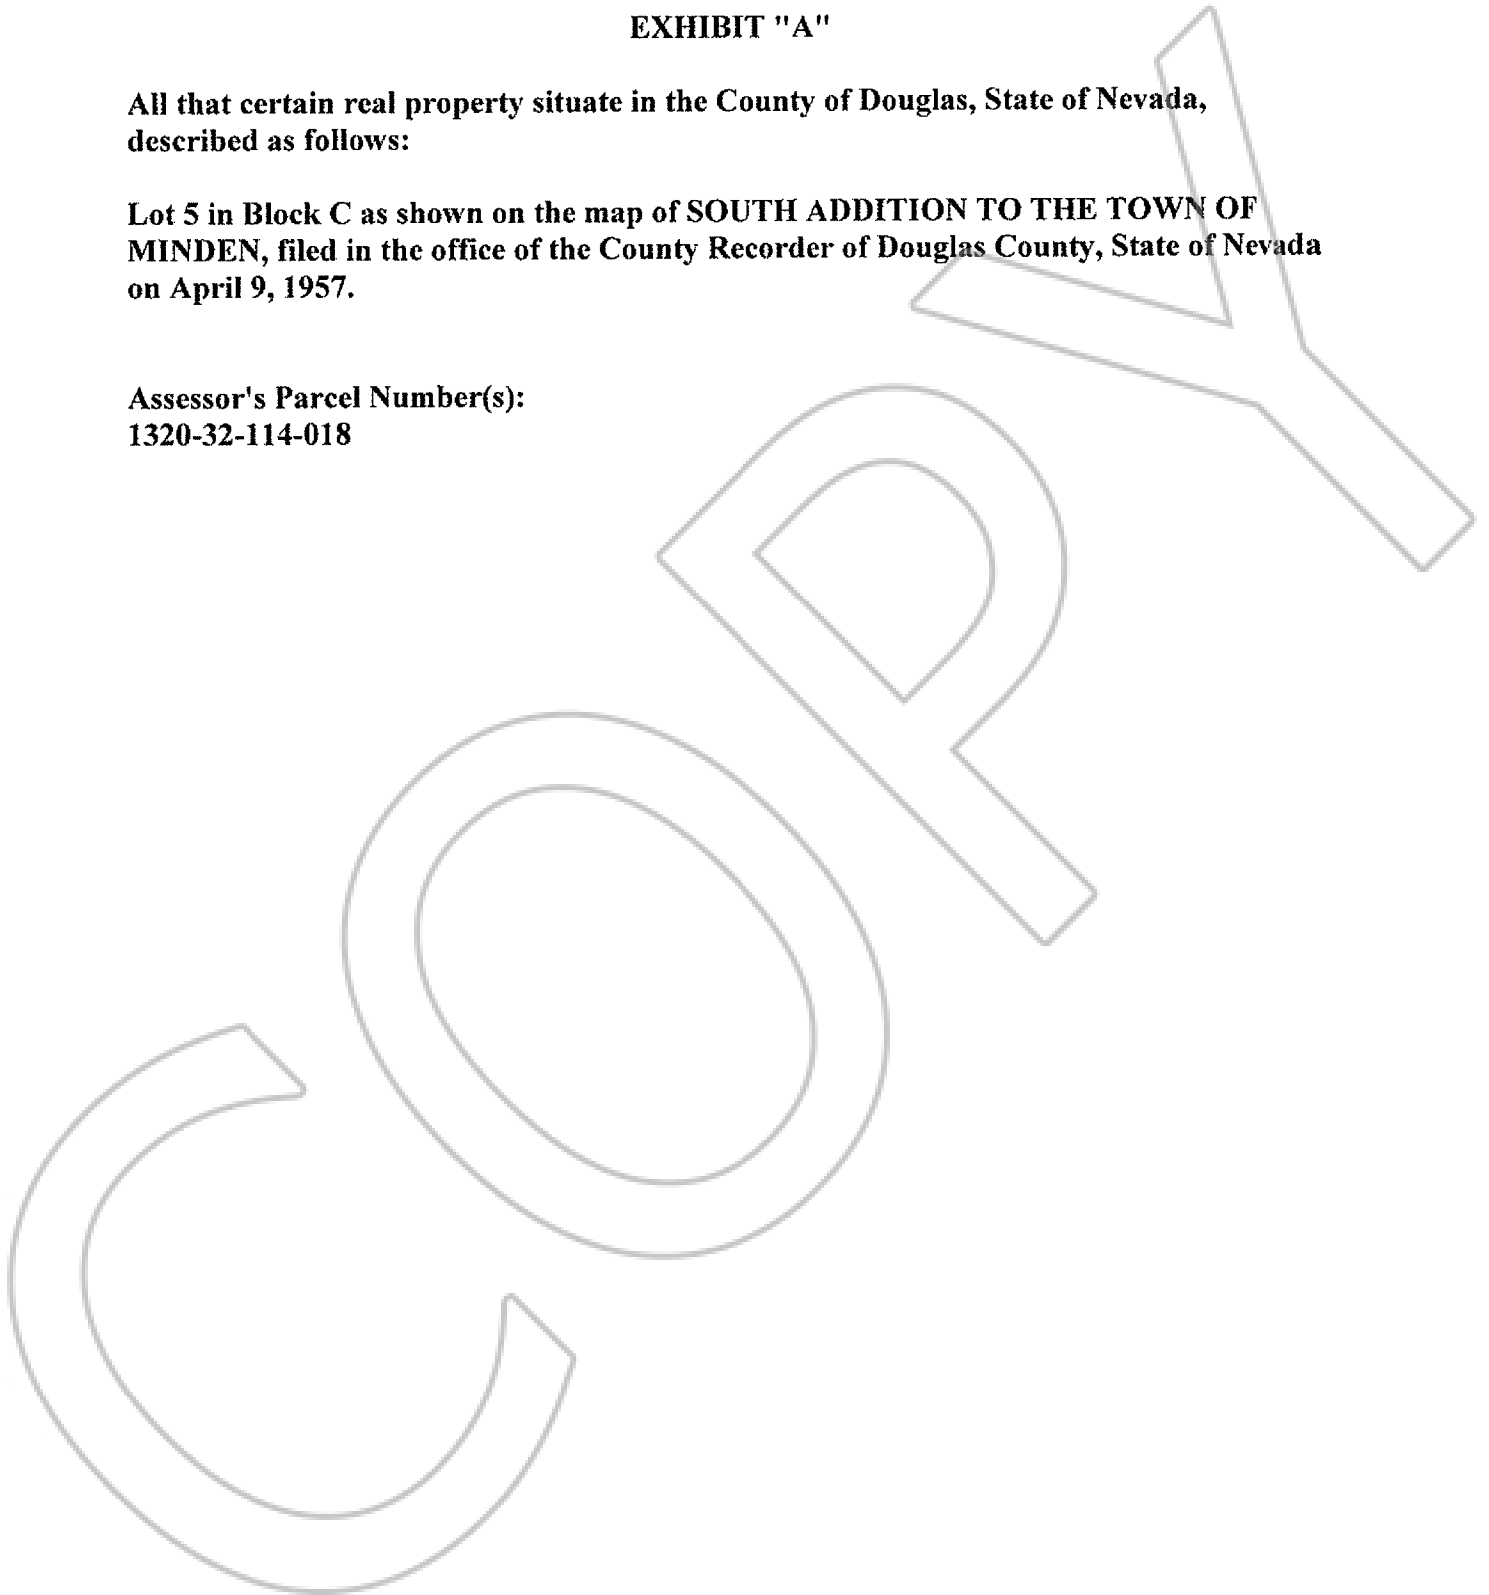 EXHIBIT "A"
All that certain real property situate in the County of Douglas, State of Nevada,
described as follows:
Lot 5 in Block C as shown on the map of SOUTH ADDITION TO THE TOWN OF
MINDEN, filed in the office of the County Recorder of Douglas County, State of Nevada
on April 9, 1957.
Assessor's Parcel Number(s):
1320-32-114-018
COPY